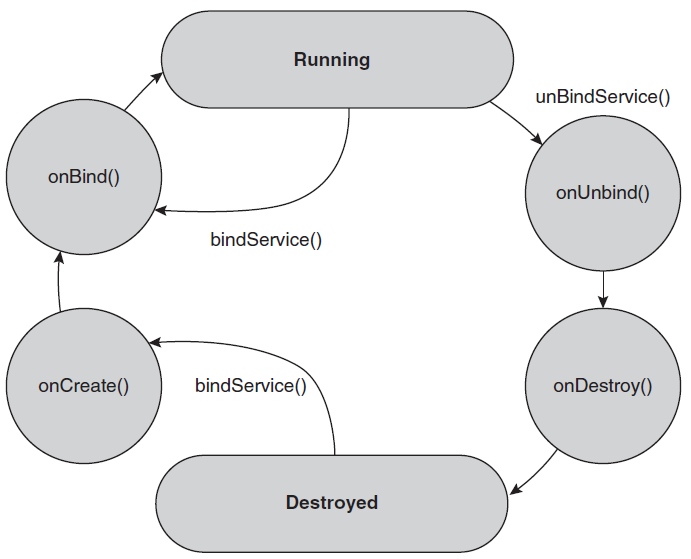 Running
unBindService()
onBind()
onUnbind()
bindService()
onCreate()
bindService()
onDestroy()
Destroyed